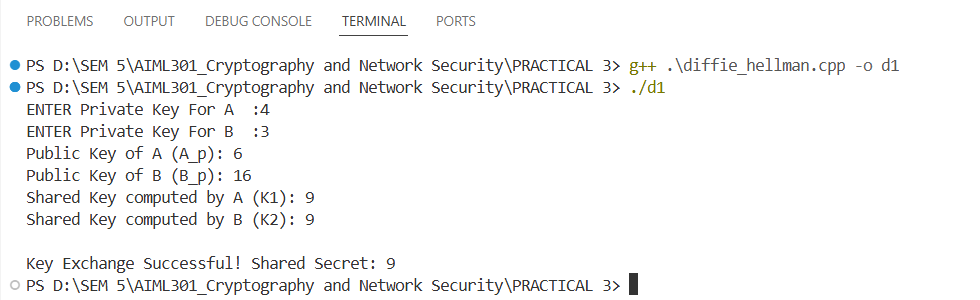 PROBLEMS OUTPUT DEBUG CONSOLE TERMINAL PORTS
PS D:\SEM 5\AIML301_Cryptography and Network Security\PRACTICAL 3> g++ .\diffie_hellman.cpp -o d1
PS D:\SEM 5\AIML301_Cryptography and Network Security\PRACTICAL 3> ./d1
ENTER Private Key For A  :4
ENTER Private Key For B  :3
Public Key of A (A_p): 6
Public Key of B (B_p): 16
Shared Key computed by A (K1): 9
Shared Key computed by B (K2): 9
Key Exchange Successful! Shared Secret: 9
PS D:\SEM 5\AIML301_Cryptography and Network Security\PRACTICAL 3>